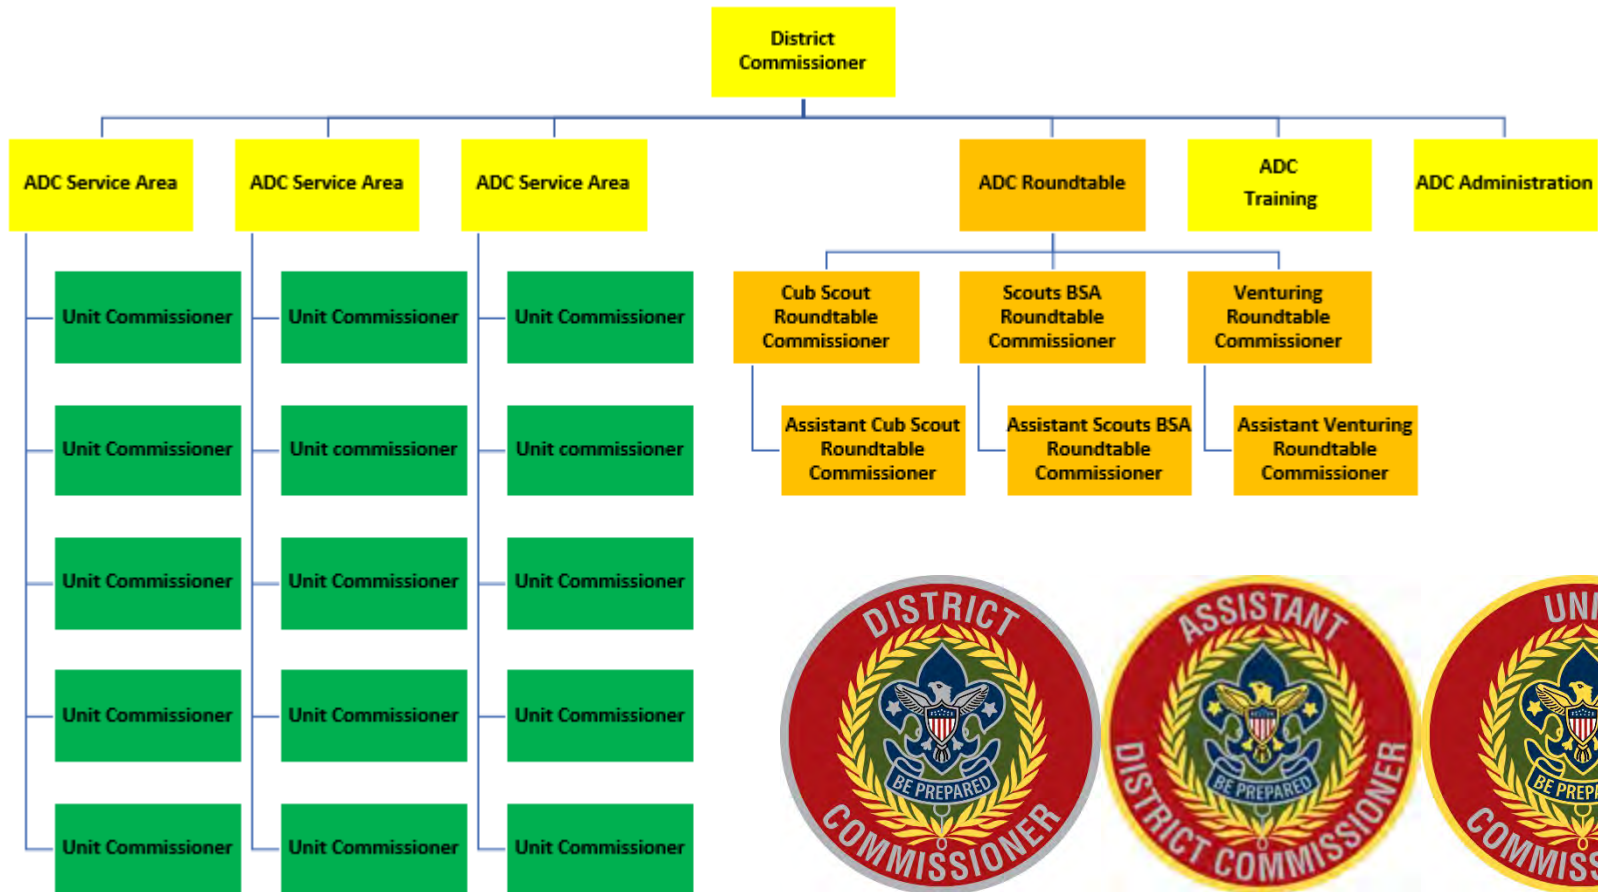 District
Commissioner
ADC Service Area
ADC Service Area
ADC Service Area
ADC Roundtable
ADC
Training
ADC Administration
Unit Commissioner
Unit Commissioner
Unit Commissioner
Cub Scout
Roundtable
Commissioner
Scouts BSA
Roundtable
Commissioner
Venturing
Roundtable
Commissioner
Unit Commissioner
Unit commissioner
Unit commissioner
Assistant Cub Scout
Roundtable
Commissioner
Assistant Scouts BSA
Roundtable
Commissioner
Assistant Venturing
Roundtable
Commissioner
Unit Commissioner
Unit Commissioner
Unit Commissioner
Unit Commissioner
Unit Commissioner
Unit Commissioner
Unit Commissioner
Unit Commissioner
Unit Commissioner
DISTRICT
BE PREPARED
COMMISSIONER
ASSISTANT
BE PREPARED
DISTRICT COMMISSIONER